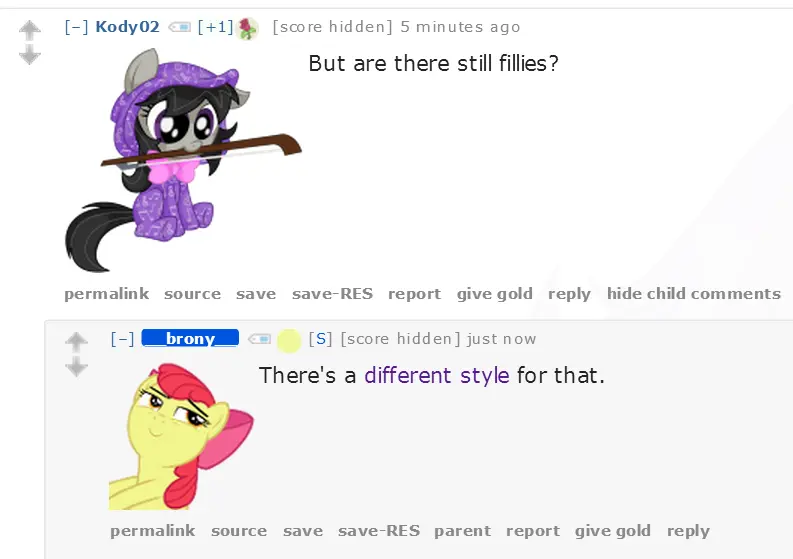 [–] Kody02 [+1] [score hidden] 5 minutes ago
But are there still fillies?
permalink source save save-RES report give gold reply hide child comments
[–] __brony__ [S] [score hidden] just now
There's a different style for that.
permalink source save save-RES parent report give gold reply